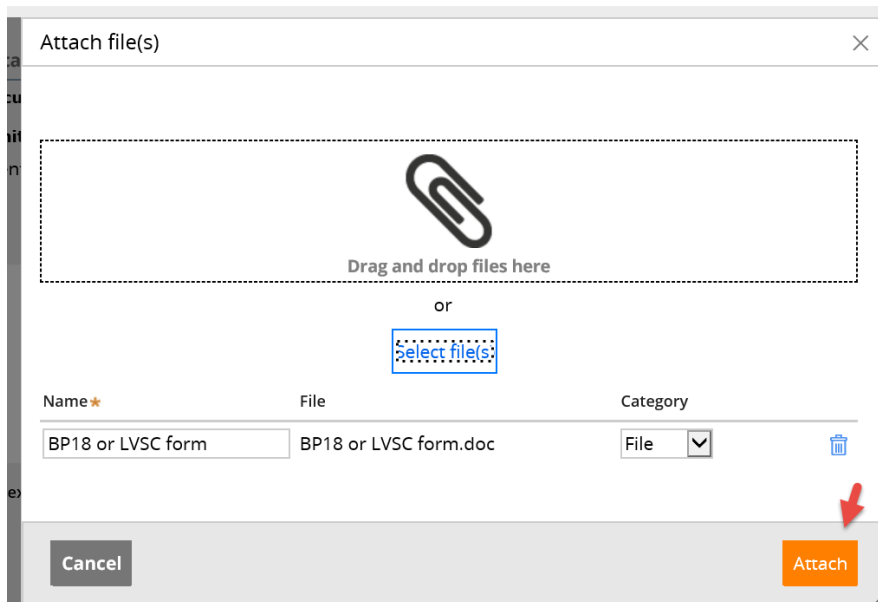 Attach file(s)
Drag and drop files here
or
Select file(s)
Name*
File
Category
BP18 or LVSC form
BP18 or LVSC form.doc
File
Cancel
Attach